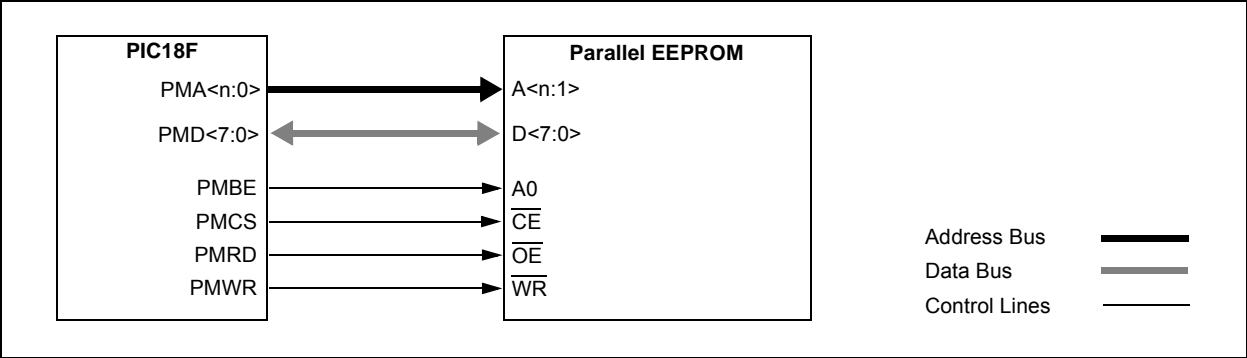 PIC18F
Parallel EEPROM
PMA<n:0>
A<n:1>
PMD<7:0>
D<7:0>
PMBE
A0
PMCS
CE
PMRD
OE
PMWR
WR
Address Bus
Data Bus
Control Lines